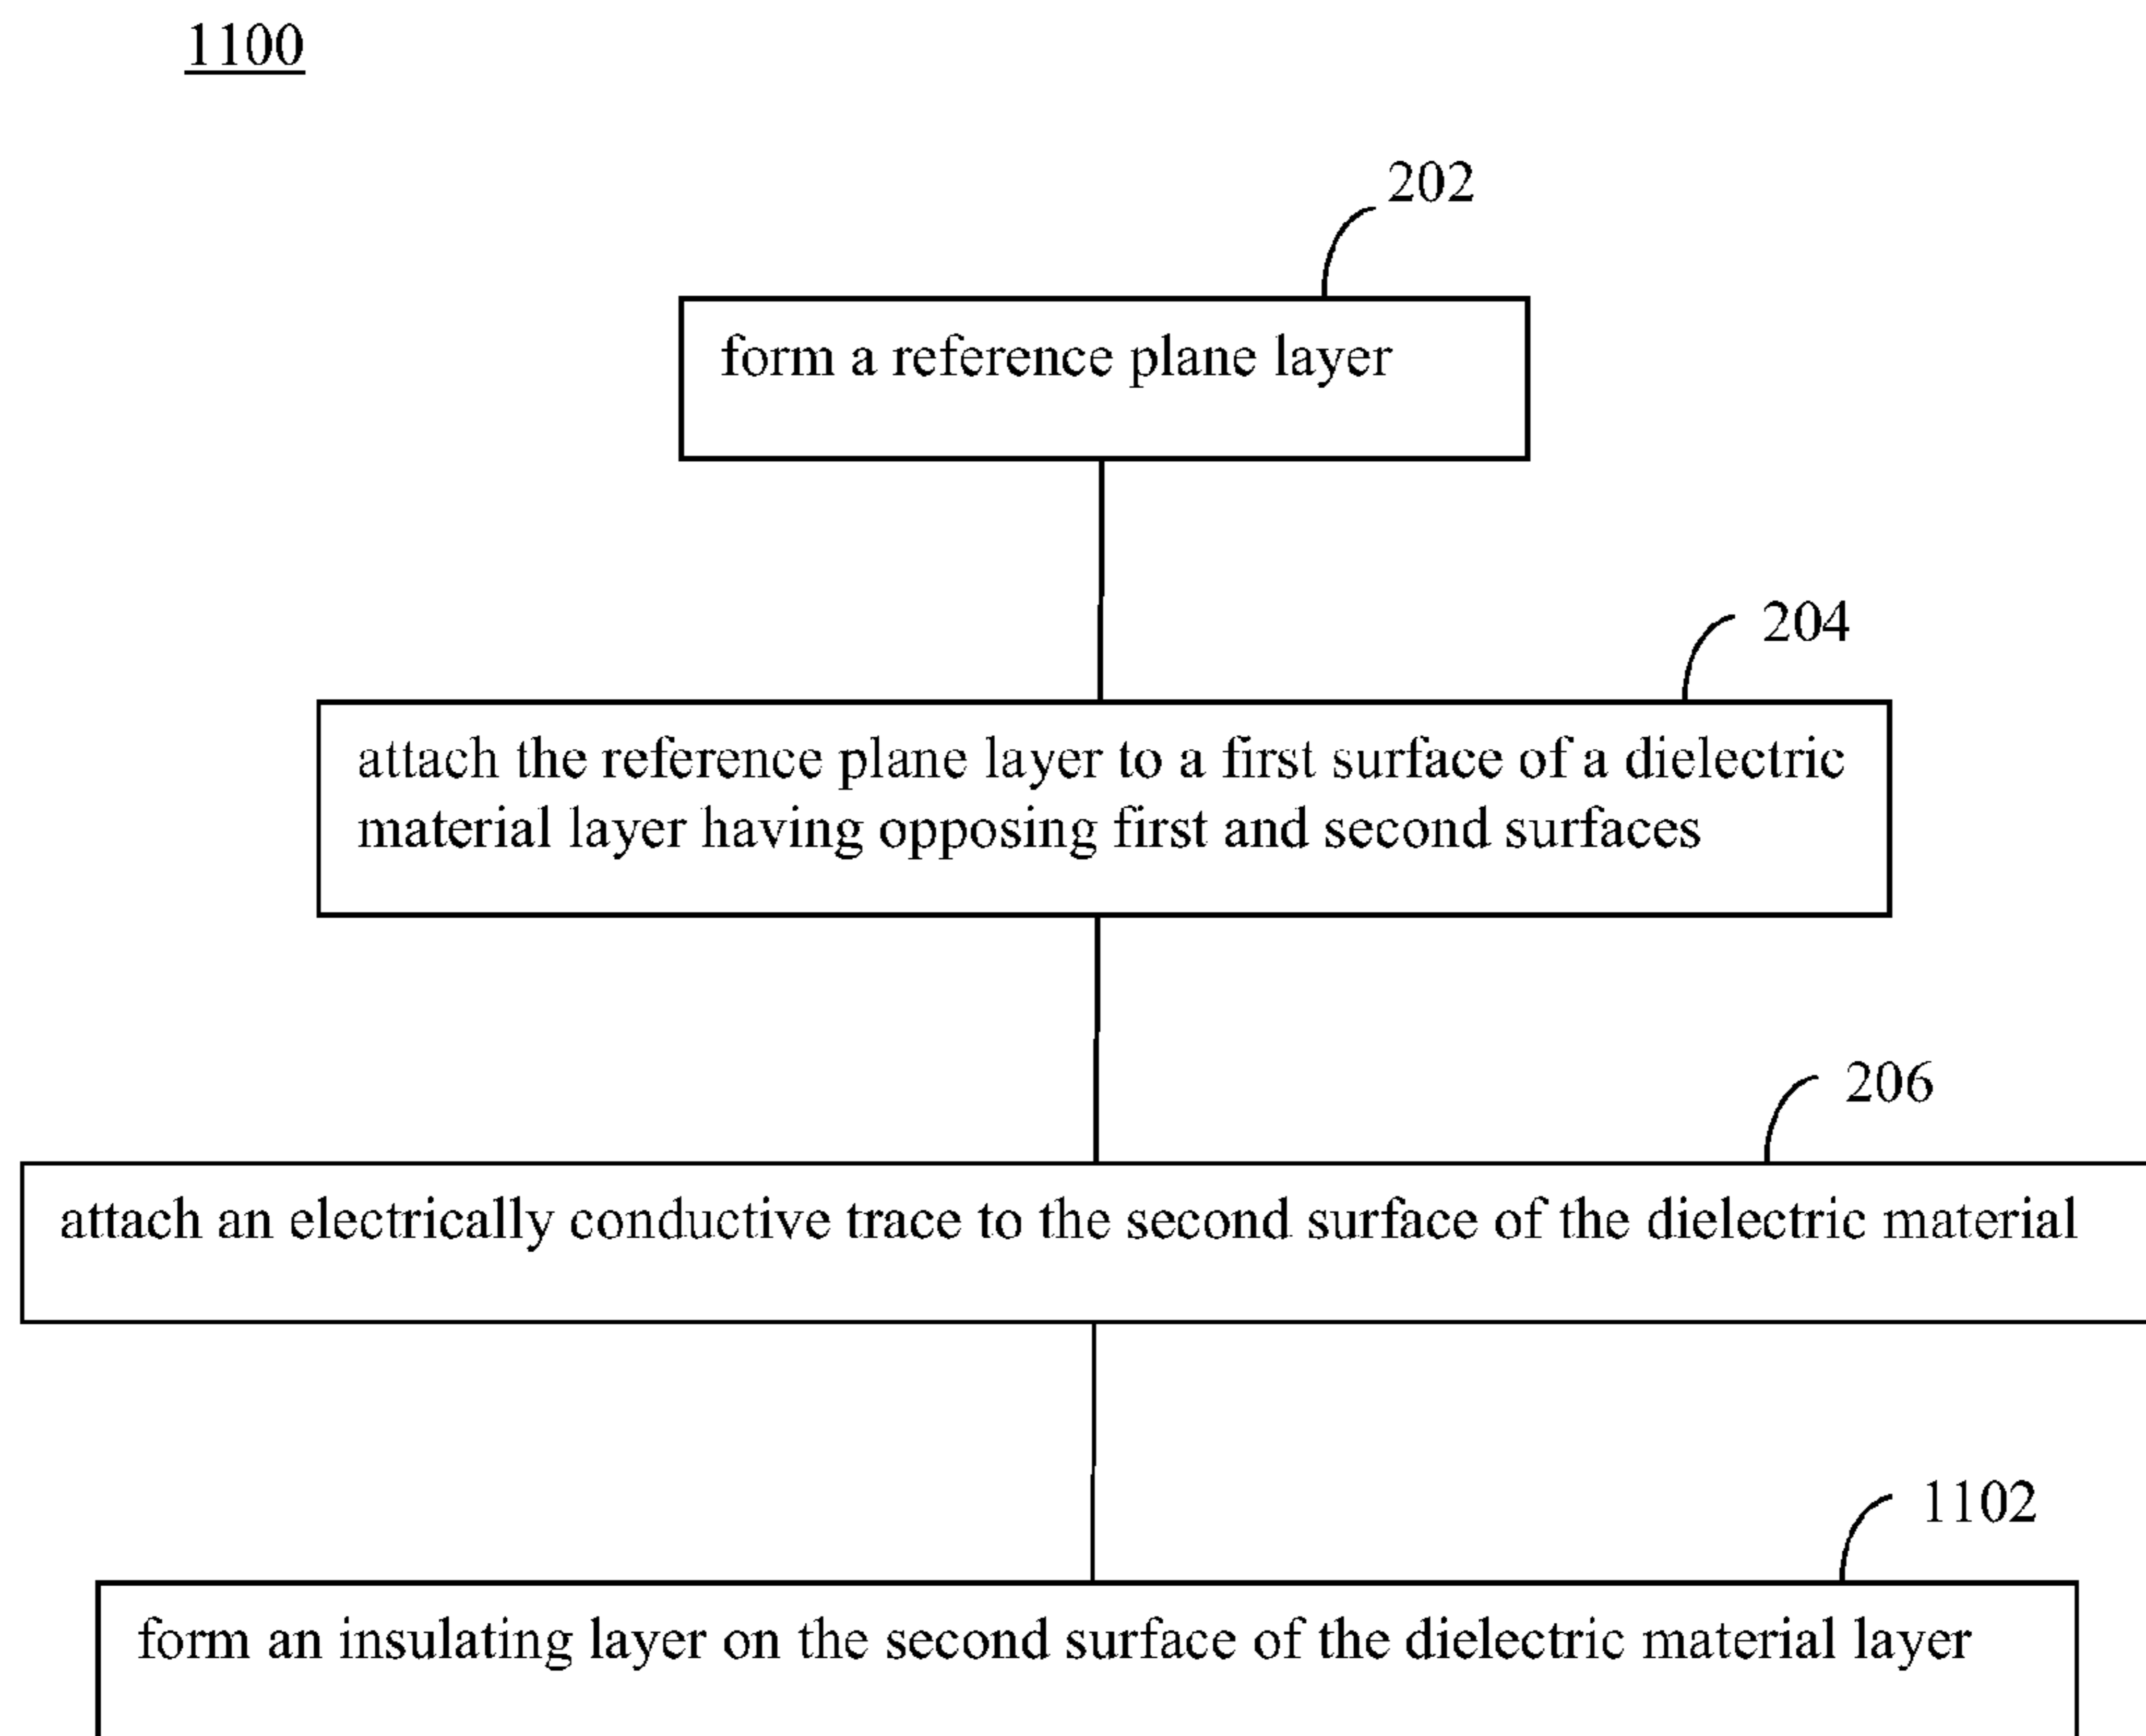 1100
202
form a reference plane layer
204
attach the reference plane layer to a first surface of a dielectric
material layer having opposing first and second surfaces
206
attach an electrically conductive trace to the second surface of the dielectric material
1102
form an insulating layer on the second surface of the dielectric material layer